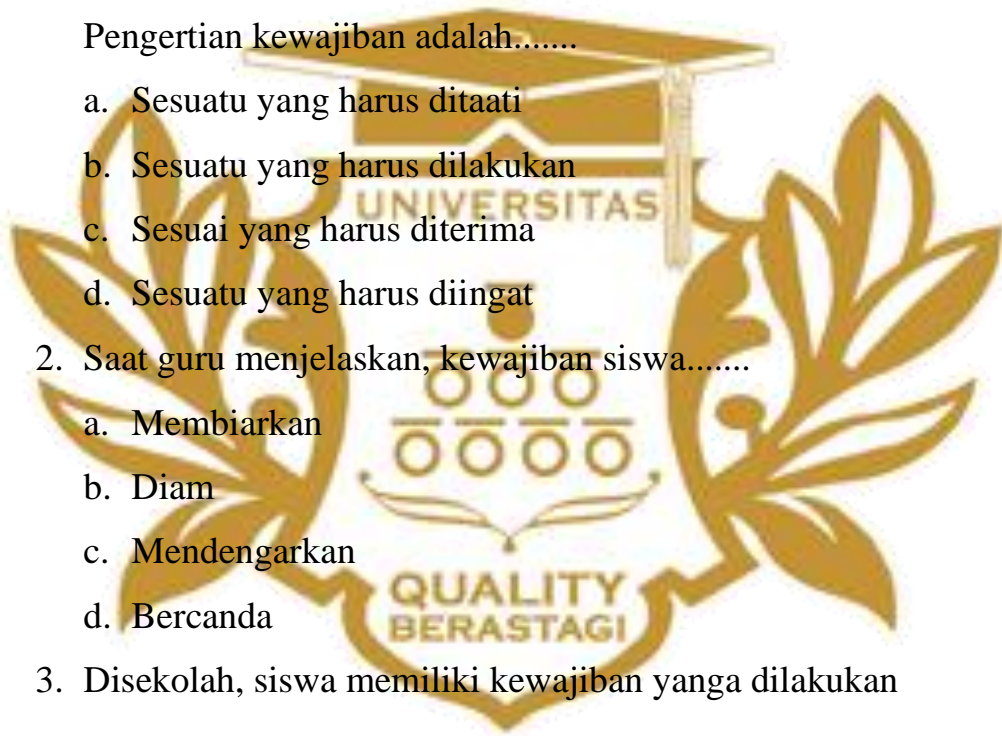 Pengertian kewajiban adalah.......
a. Sesuatu yang harus ditaati
b. Sesuatu yang harus dilakukan
UNIVERSITAS
c. Sesuai yang harus diterima
d. Sesuatu yang harus diingat
2. Saat guru menjelaskan, kewajiban siswa.......
a. Membiarkan
b. Diam
c. Mendengarkan
QUALITY
d. Bercanda
BERASTAGI
3. Disekolah, siswa memiliki kewajiban yanga dilakukan